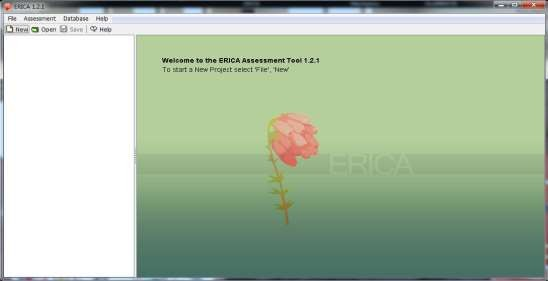 ERICA 1.2.1
File Assessment Database Help
New Open Save Help
Welcome to the ERICA Assessment Tool 1.2.1
To start a New Project select 'File', 'New'
ERICA